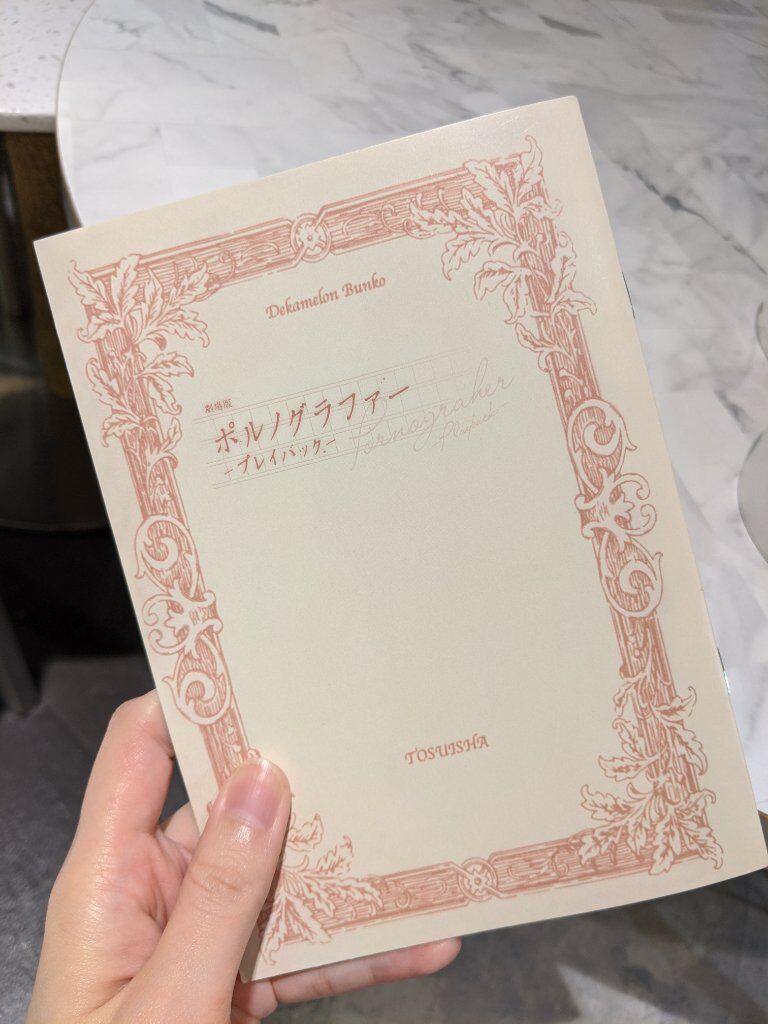 Dekamelon Bunko
劇場版
ポルノグラファー
～プレイバック～
Pornograher
Playback
TOSUISHA